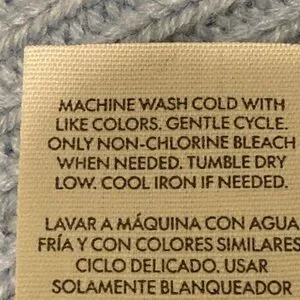 MACHINE WASH COLD WITH
LIKE COLORS. GENTLE CYCLE.
ONLY NON-CHLORINE BLEACH
WHEN NEEDED. TUMBLE DRY
LOW. COOL IRON IF NEEDED.
LAVAR A MÁQUINA CON AGUA
FRÍA Y CON COLORES SIMILARES
CICLO DELICADO. USAR
SOLAMENTE BLANQUEADOR